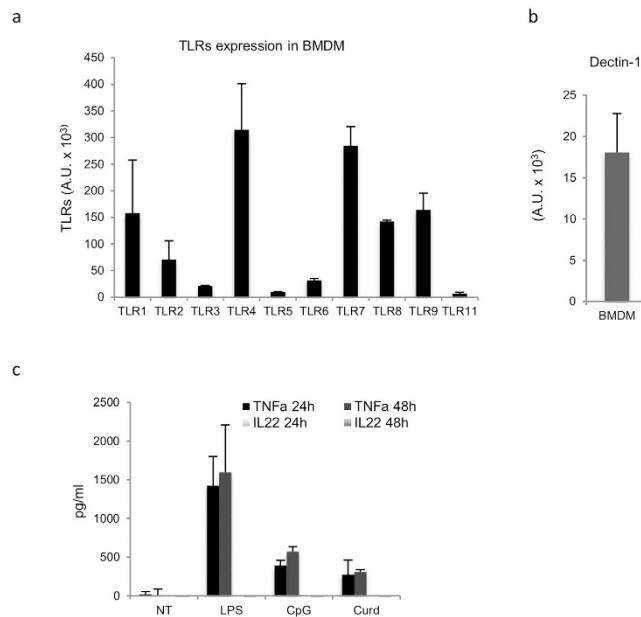 a
TLRs expression in BMDM
TLRs (A.U. x 10³)
450
400
350
300
250
200
150
100
50
0
TLR1 TLR2 TLR3 TLR4 TLR5 TLR6 TLR7 TLR8 TLR9 TLR11
b
Dectin-1
(A.U. x 10³)
25
20
15
10
5
0
BMDM
c
TNFa 24h TNFa 48h
IL22 24h IL22 48h
pg/ml
2500
2000
1500
1000
500
0
NT LPS CpG Curd